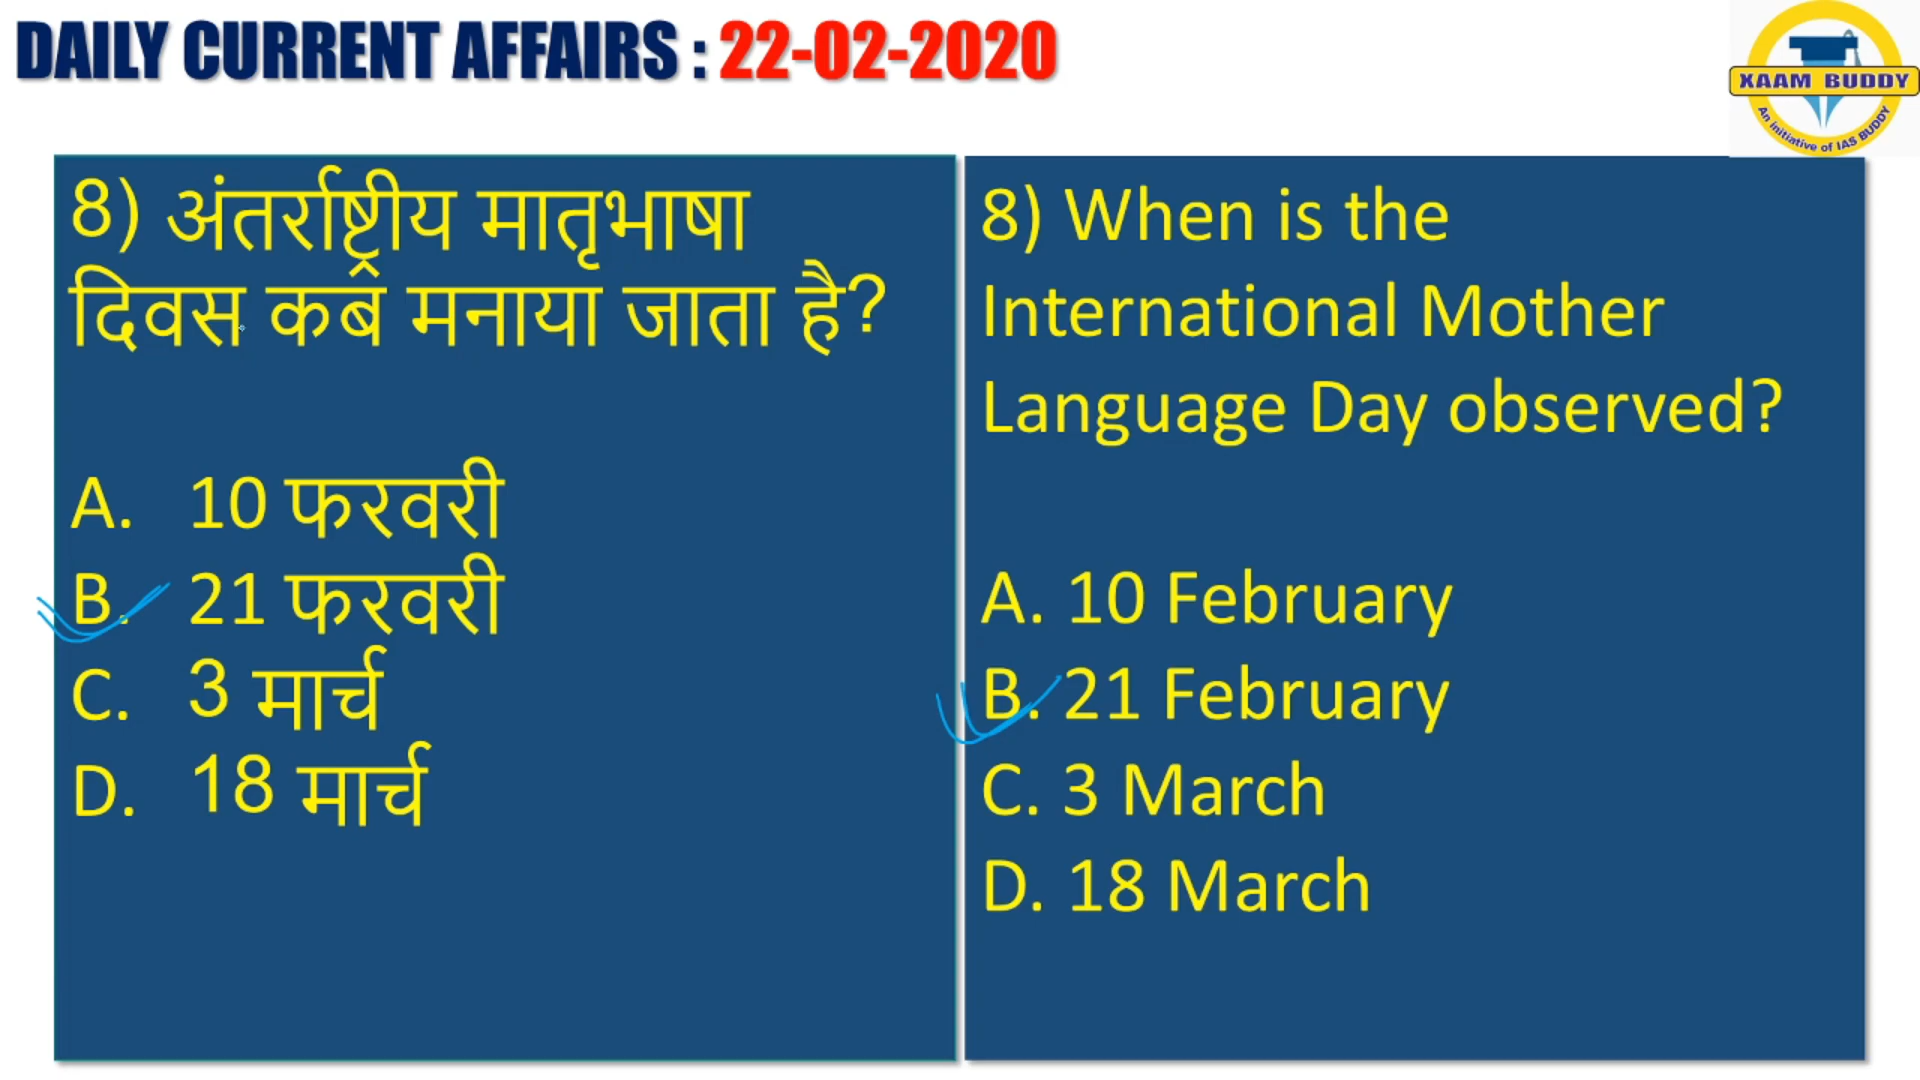 DAILY CURRENT AFFAIRS : 22-02-2020
XAAM BUDDY
An initiative of IAS BUDDY
8) अंतर्राष्ट्रीय मातृभाषा
दिवस कब मनाया जाता है?
A. 10 फरवरी
B. 21 फरवरी
C. 3 मार्च
D. 18 मार्च
8) When is the
International Mother
Language Day observed?
A. 10 February
B. 21 February
C. 3 March
D. 18 March